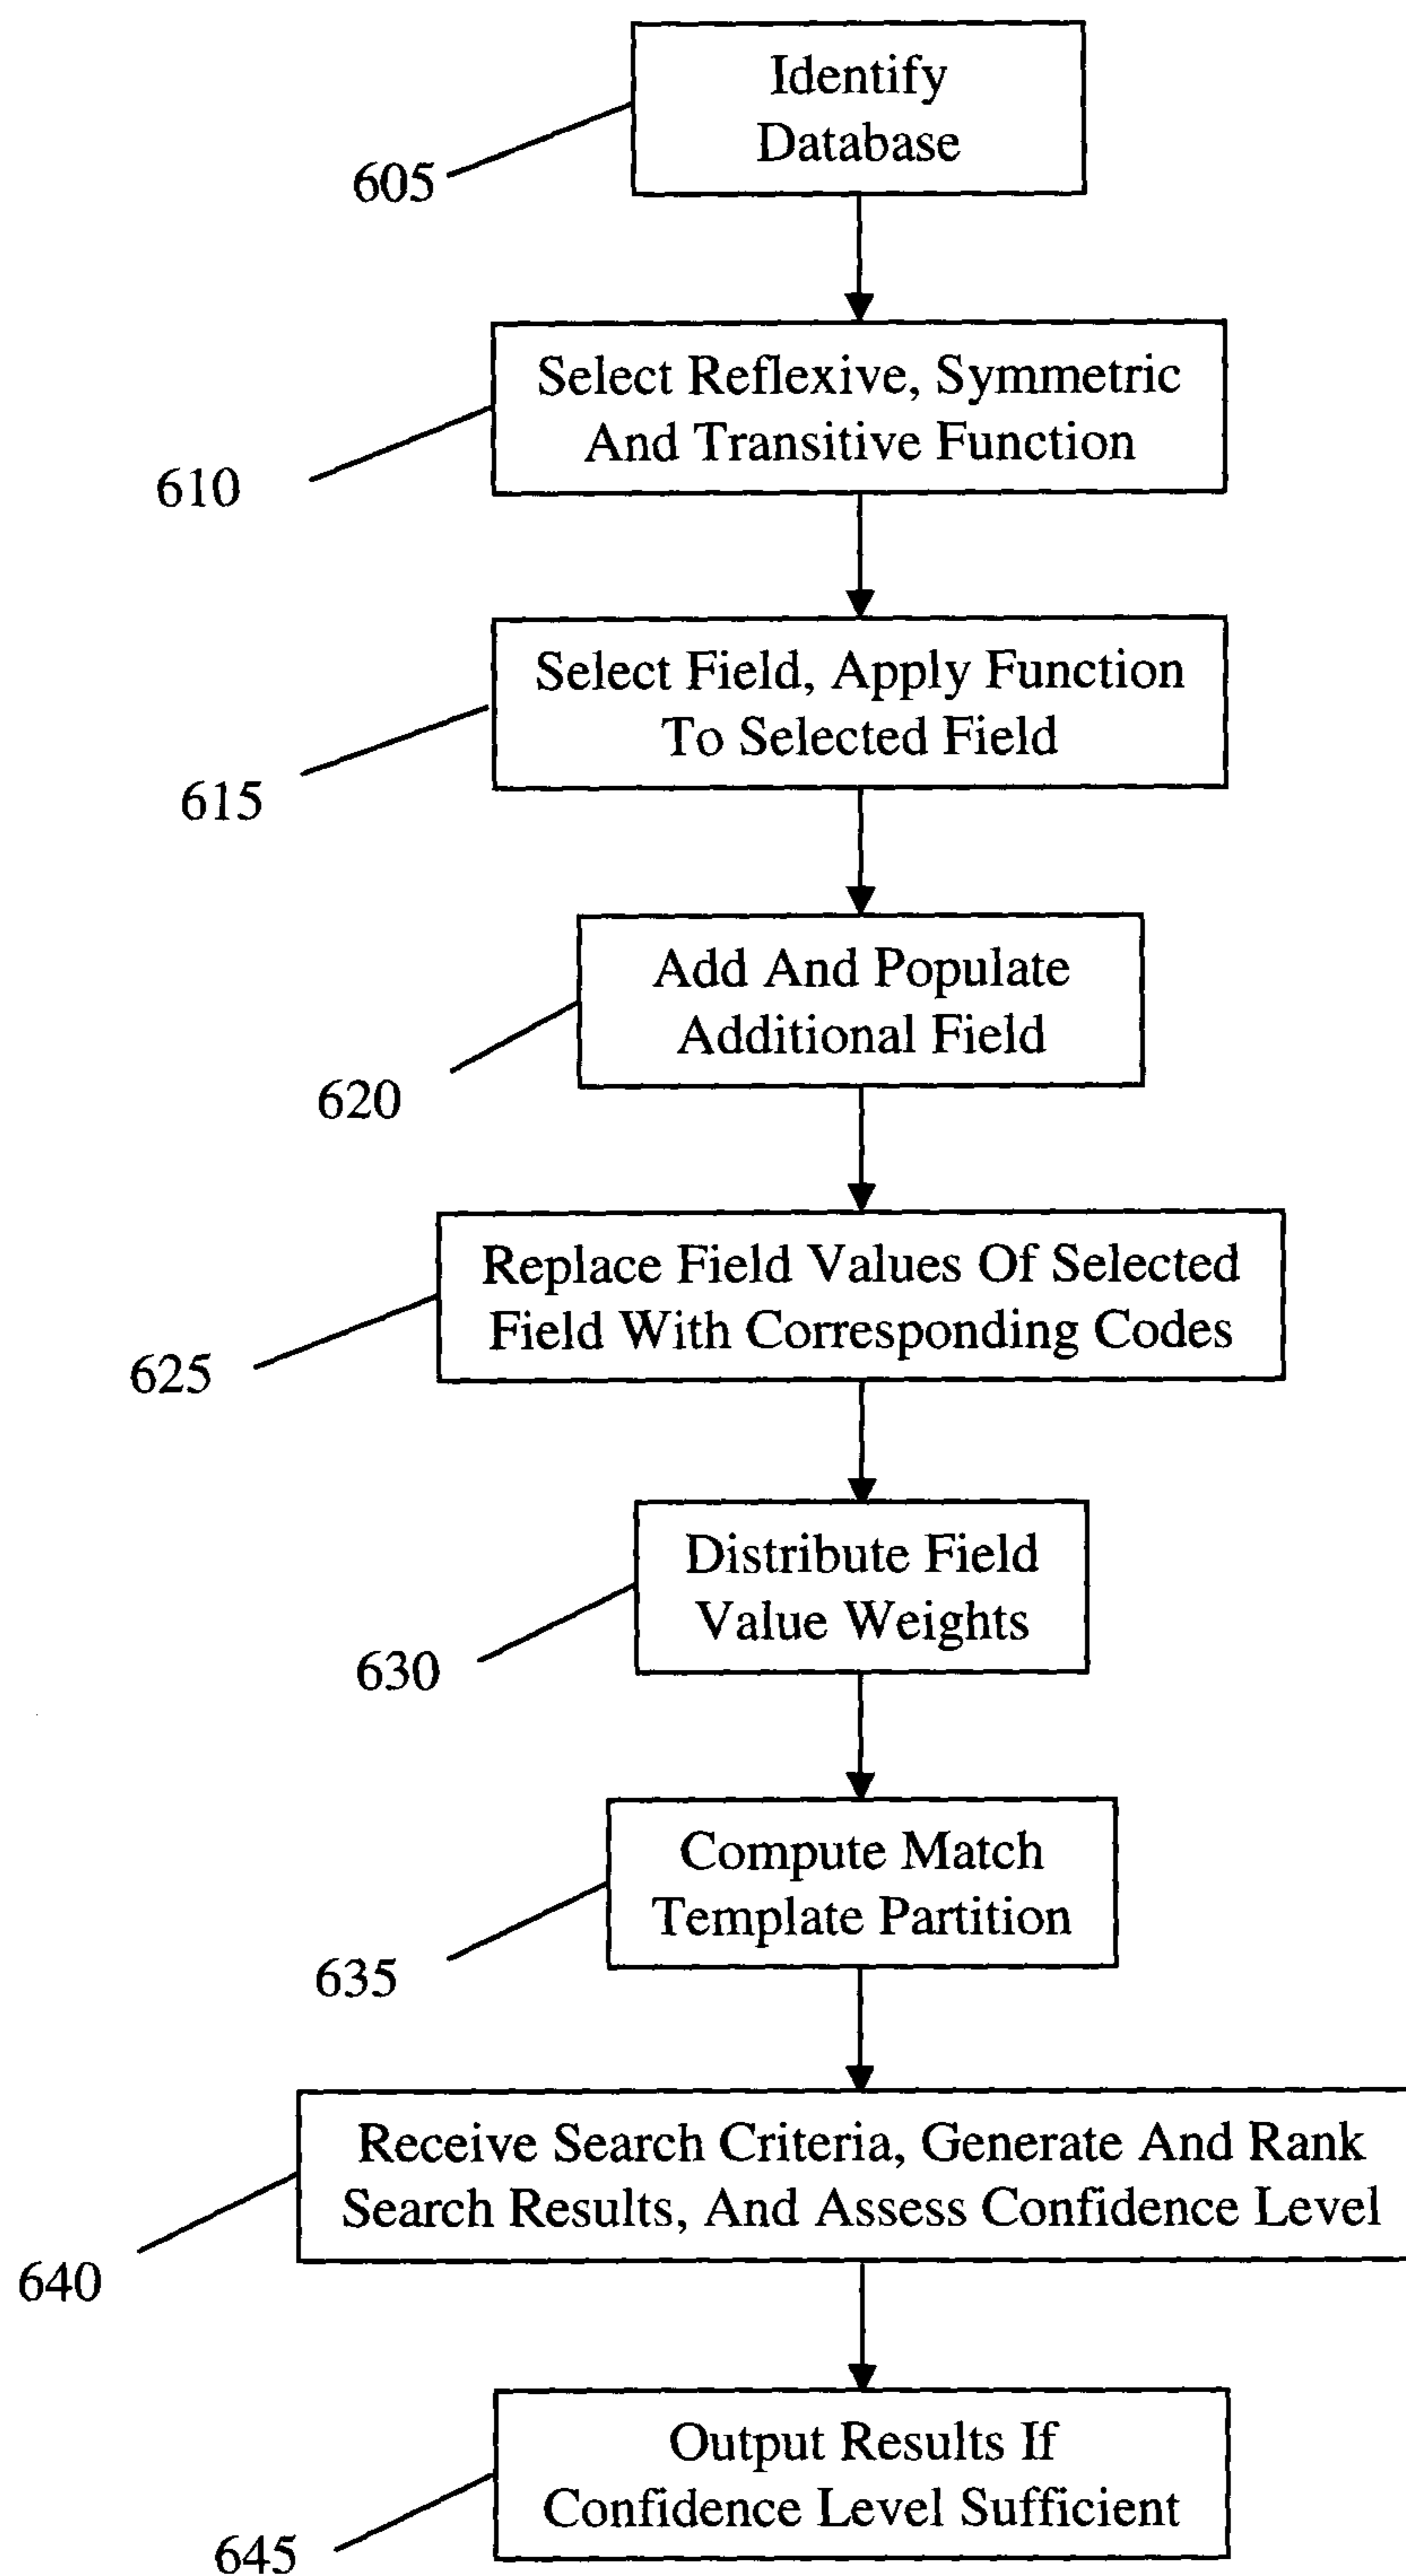 Identify
Database
605
Select Reflexive, Symmetric
And Transitive Function
610
Select Field, Apply Function
To Selected Field
615
Add And Populate
Additional Field
620
Replace Field Values Of Selected
Field With Corresponding Codes
625
Distribute Field
Value Weights
630
Compute Match
Template Partition
635
Receive Search Criteria, Generate And Rank
Search Results, And Assess Confidence Level
640
Output Results If
Confidence Level Sufficient
645